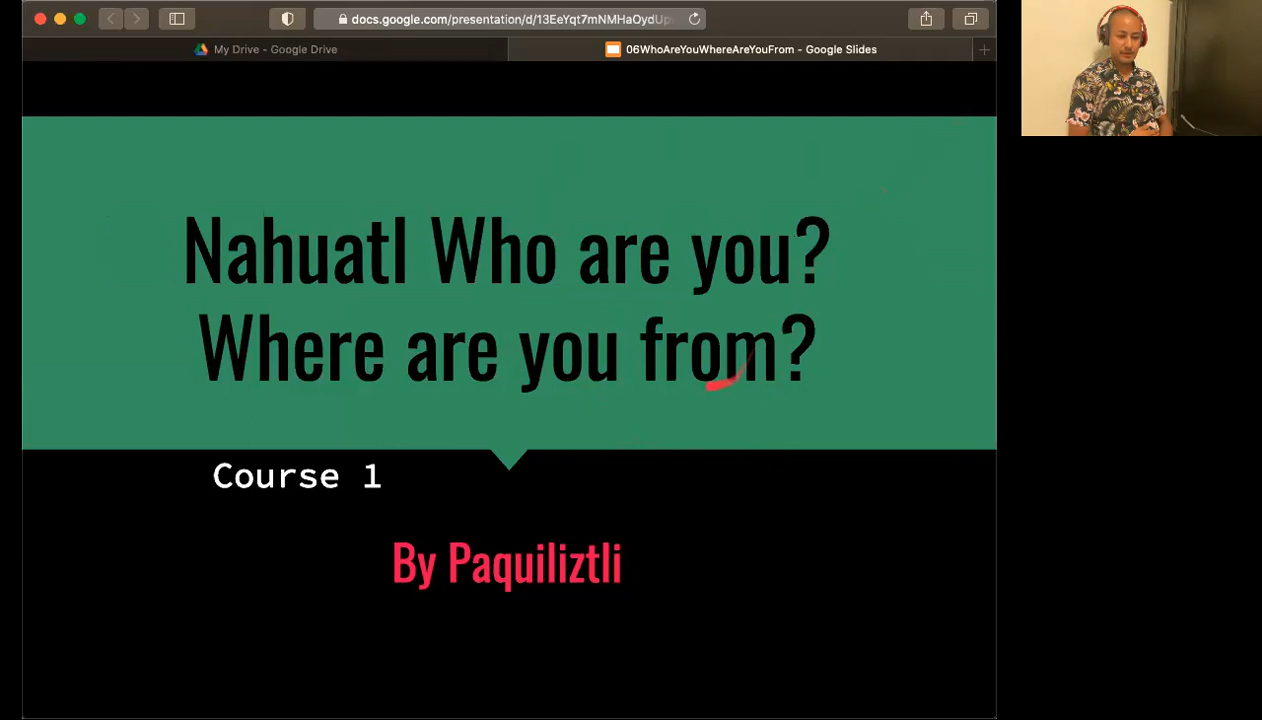 docs.google.com/presentation/d/13EeYqt7mNMHaOydUp
My Drive - Google Drive
06WhoAreYouWhereAreYouFrom - Google Slides
Nahuatl Who are you?
Where are you from?
Course 1
By Paquiliztli